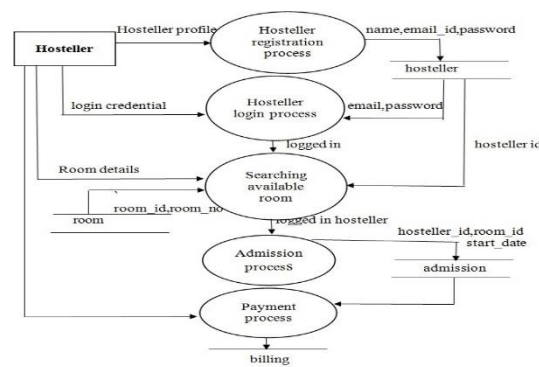 Hosteller
Hosteller profile
Hosteller
registration
process
name,email_id,password
hosteller
login credential
Hosteller
login process
email,password
logged in
hosteller id
Room details
Searching
available
room
room_id,room_no
room
logged in hosteller
hosteller_id,room_id
start_date
Admission
procesS
admission
Payment
process
billing